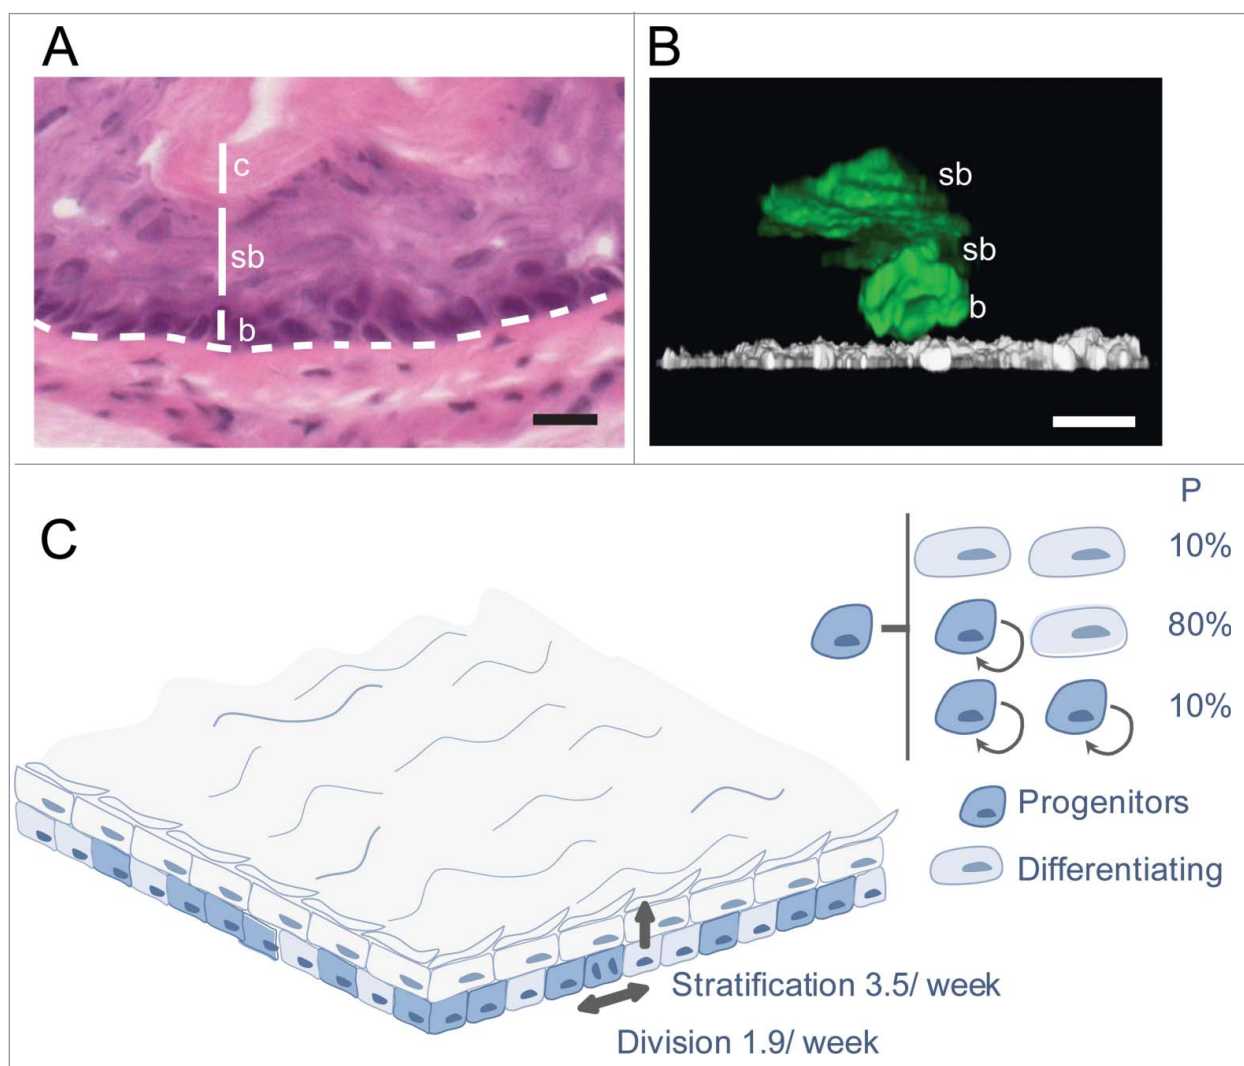 A
c
sb
b
B
sb
sb
b
C
P
10%
80%
10%
Progenitors
Differentiating
Stratification 3.5/ week
Division 1.9/ week